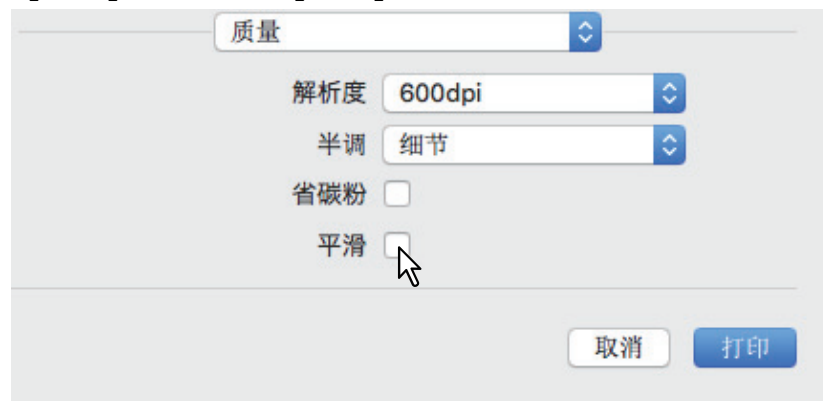 质量
解析度 600dpi
半调 细节
省碳粉
平滑
取消 打印